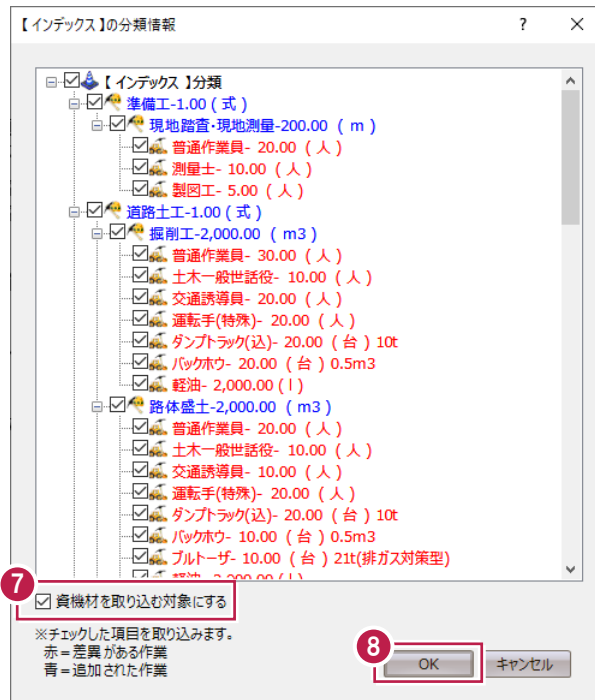 【 インデックス 】の分類情報 ? ×
【 インデックス 】分類
準備工-1.00 ( 式 )
現地踏査・現地測量-200.00 ( m )
普通作業員- 20.00 ( 人 )
測量士- 10.00 ( 人 )
製図工- 5.00 ( 人 )
道路土工-1.00 ( 式 )
掘削工-2,000.00 ( m3 )
普通作業員- 30.00 ( 人 )
土木一般世話役- 10.00 ( 人 )
交通誘導員- 20.00 ( 人 )
運転手(特殊)- 20.00 ( 人 )
ダンプトラック(込)- 20.00 ( 台 ) 10t
バックホウ- 20.00 ( 台 ) 0.5m3
軽油- 2,000.00 ( l )
路体盛土-2,000.00 ( m3 )
普通作業員- 20.00 ( 人 )
土木一般世話役- 10.00 ( 人 )
交通誘導員- 10.00 ( 人 )
運転手(特殊)- 20.00 ( 人 )
ダンプトラック(込)- 20.00 ( 台 ) 10t
バックホウ- 10.00 ( 台 ) 0.5m3
ブルトーザ- 10.00 ( 台 ) 21t(排ガス対策型)
7
資機材を取り込む対象にする
※チェックした項目を取り込みます。
赤=差異がある作業
青=追加された作業
8
OK キャンセル